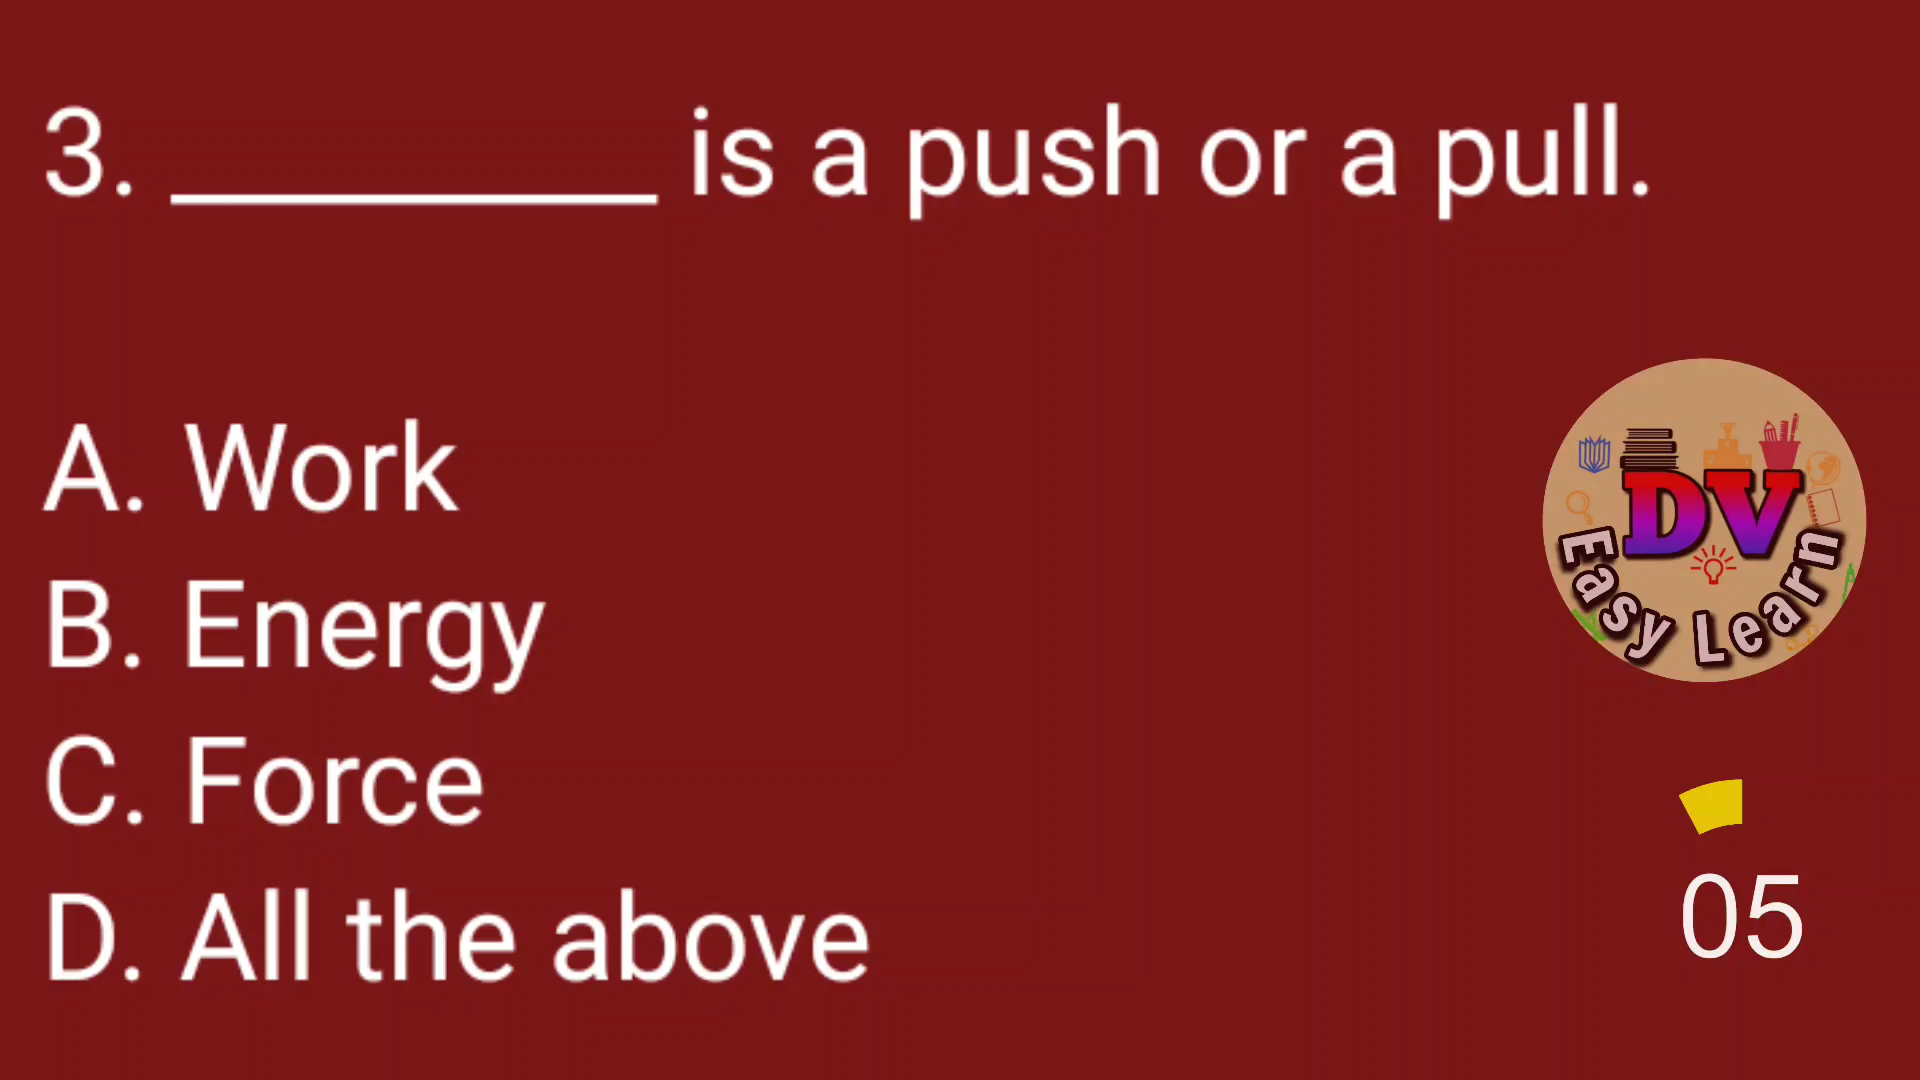 3. __________ is a push or a pull.
A. Work
B. Energy
C. Force
D. All the above
DV
Easy Learn
05